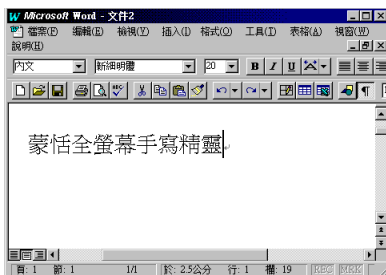 Microsoft Word - 文件2
檔案(F) 編輯(E) 檢視(V) 插入(I) 格式(O) 工具(T) 表格(A) 視窗(W)
說明(H)
內文 新細明體 20 B I U A
蒙恬全螢幕手寫精靈
頁: 1 節: 1 1/1 於: 2.5公分 行: 1 欄: 19 REC MRK